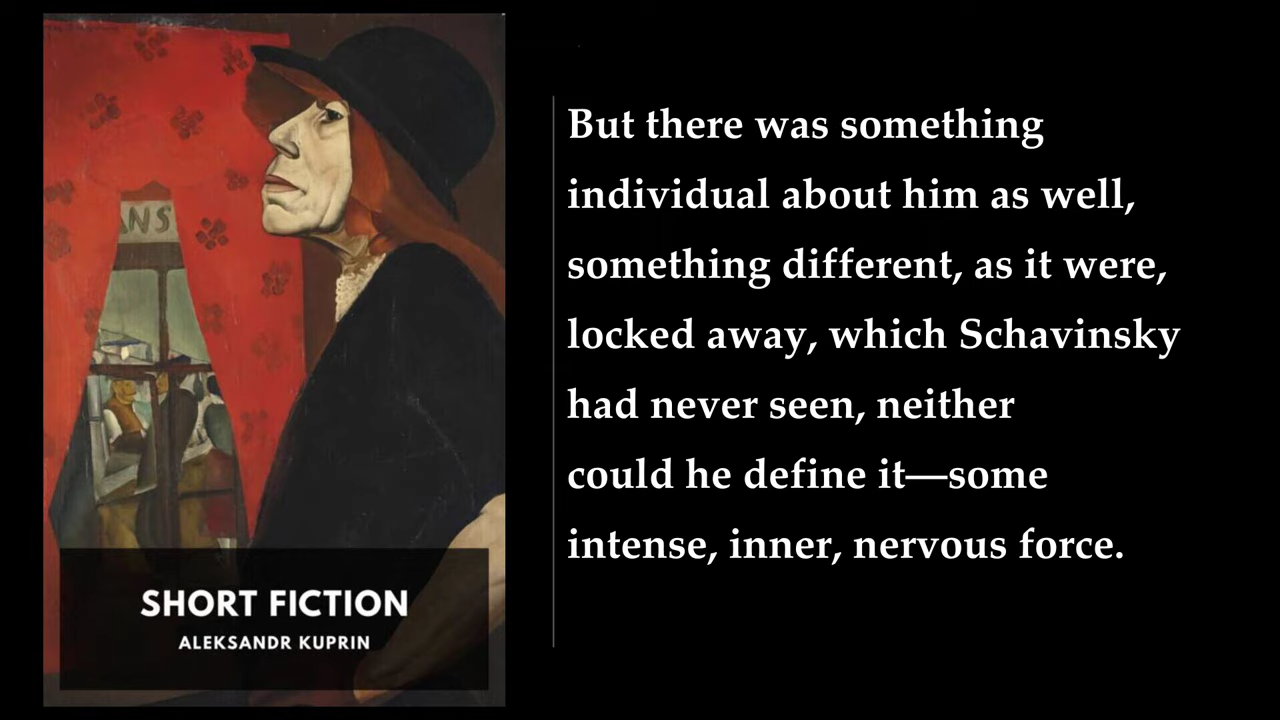 ANS
SHORT FICTION
ALEKSANDR KUPRIN
But there was something
individual about him as well,
something different, as it were,
locked away, which Schavinsky
had never seen, neither
could he define it—some
intense, inner, nervous force.